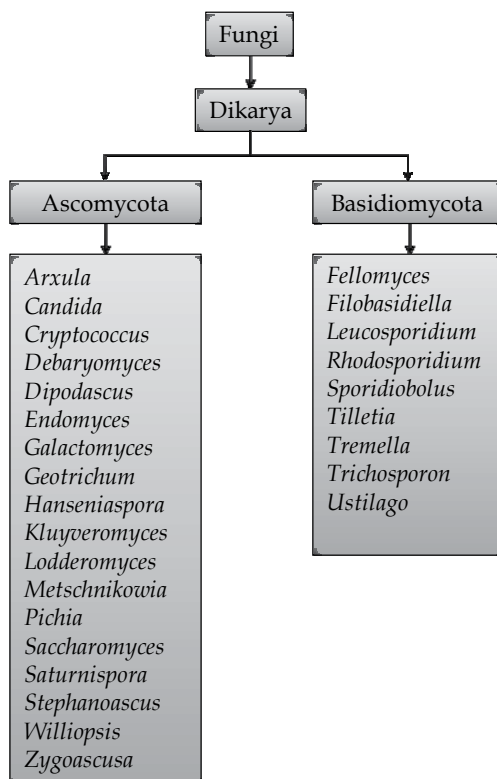 Fungi
Dikarya
Ascomycota
Arxula
Candida
Cryptococcus
Debaryomyces
Dipodascus
Endomyces
Galactomyces
Geotrichum
Hanseniaspora
Kluyveromyces
Lodderomyces
Metschnikowia
Pichia
Saccharomyces
Saturnispora
Stephanoascus
Williopsis
Zygoascusa
Basidiomycota
Fellomyces
Filobasidiella
Leucosporidium
Rhodosporidium
Sporidiobolus
Tilletia
Tremella
Trichosporon
Ustilago